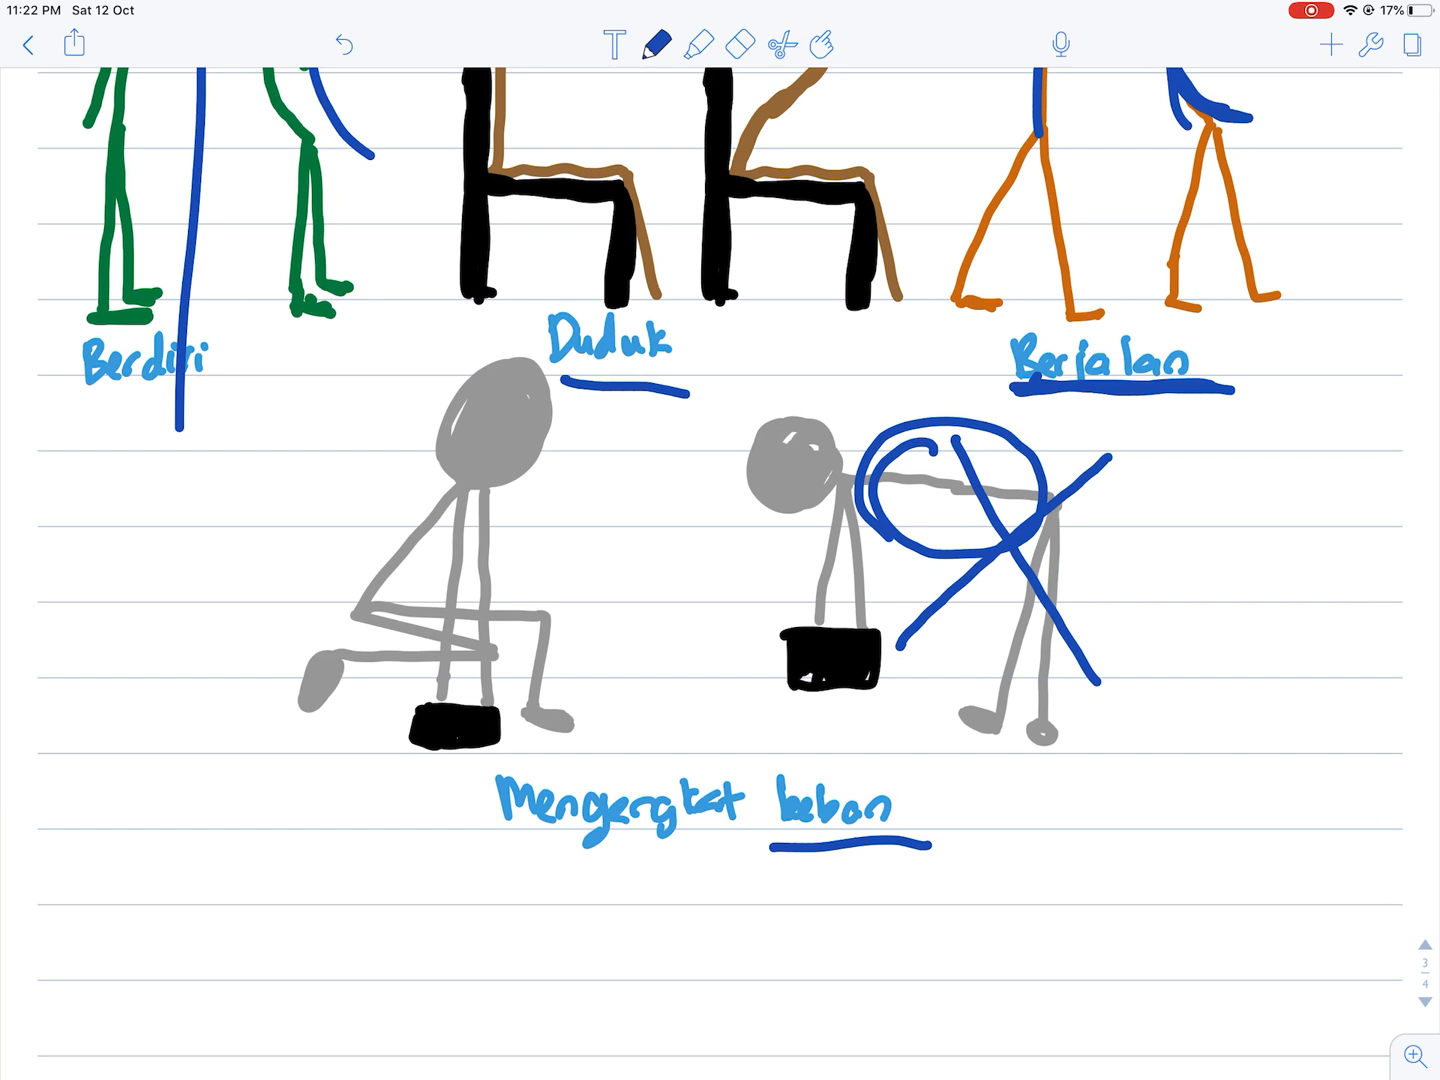 11:22 PM Sat 12 Oct 17%
T
Berdiri Duduk Berjalan
Mengangkat beban
3
4